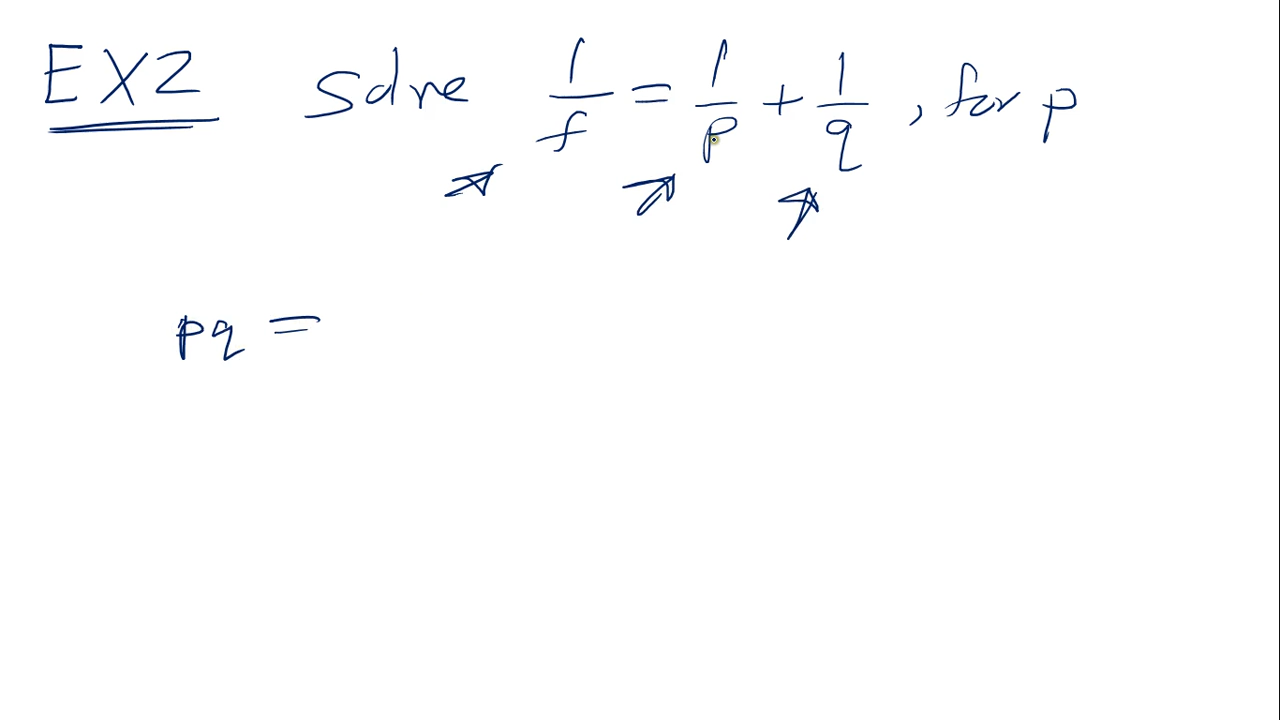 EX2 Solve 1/f = 1/p + 1/q , for p
pq =